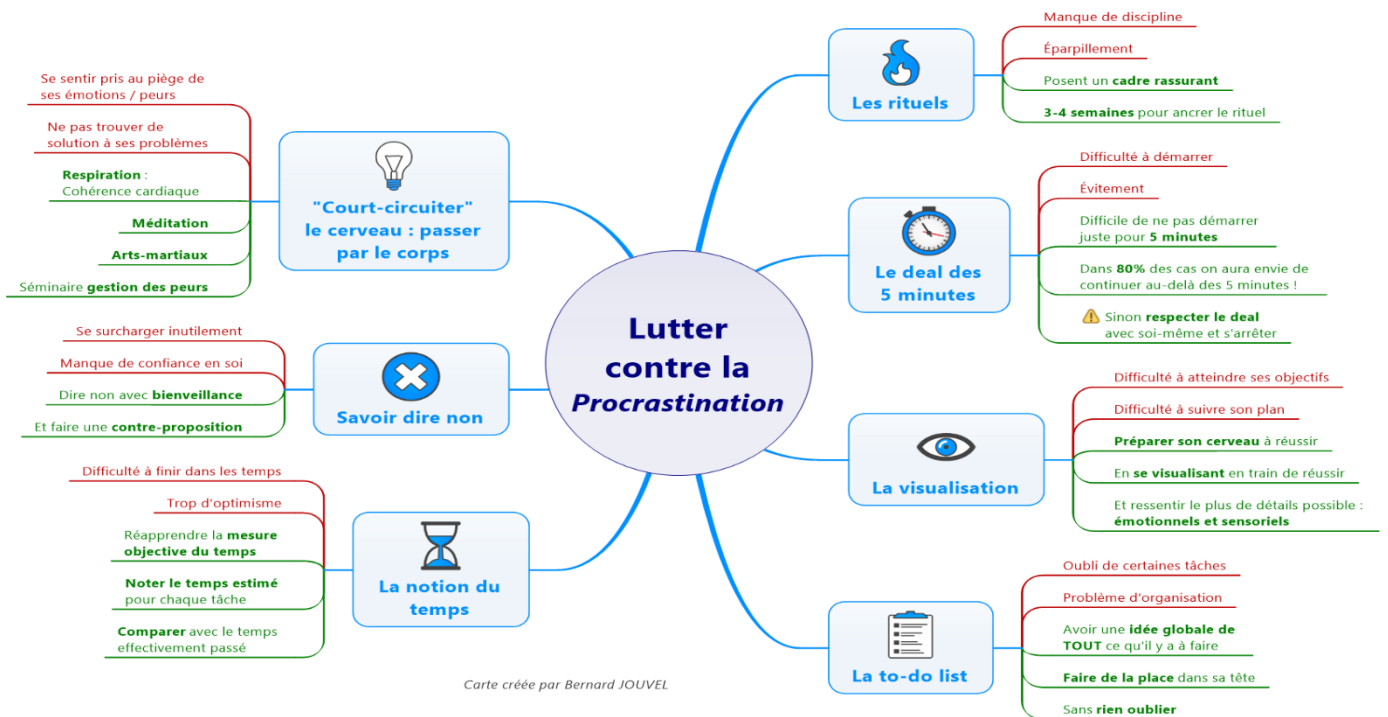 Lutter
contre la
Procrastination
Les rituels
Manque de discipline
Éparpillement
Posent un cadre rassurant
3-4 semaines pour ancrer le rituel
Le deal des
5 minutes
Difficulté à démarrer
Évitement
Difficile de ne pas démarrer
juste pour 5 minutes
Dans 80% des cas on aura envie de
continuer au-delà des 5 minutes !
Sinon respecter le deal
avec soi-même et s'arrêter
La visualisation
Difficulté à atteindre ses objectifs
Difficulté à suivre son plan
Préparer son cerveau à réussir
En se visualisant en train de réussir
Et ressentir le plus de détails possible :
émotionnels et sensoriels
La to-do list
Oubli de certaines tâches
Problème d'organisation
Avoir une idée globale de
TOUT ce qu'il y a à faire
Faire de la place dans sa tête
Sans rien oublier
La notion du
temps
Difficulté à finir dans les temps
Trop d'optimisme
Réapprendre la mesure
objective du temps
Noter le temps estimé
pour chaque tâche
Comparer avec le temps
effectivement passé
Savoir dire non
Se surcharger inutilement
Manque de confiance en soi
Dire non avec bienveillance
Et faire une contre-proposition
"Court-circuiter"
le cerveau : passer
par le corps
Se sentir pris au piège de
ses émotions / peurs
Ne pas trouver de
solution à ses problèmes
Respiration :
Cohérence cardiaque
Méditation
Arts-martiaux
Séminaire gestion des peurs
Carte créée par Bernard JOUVEL